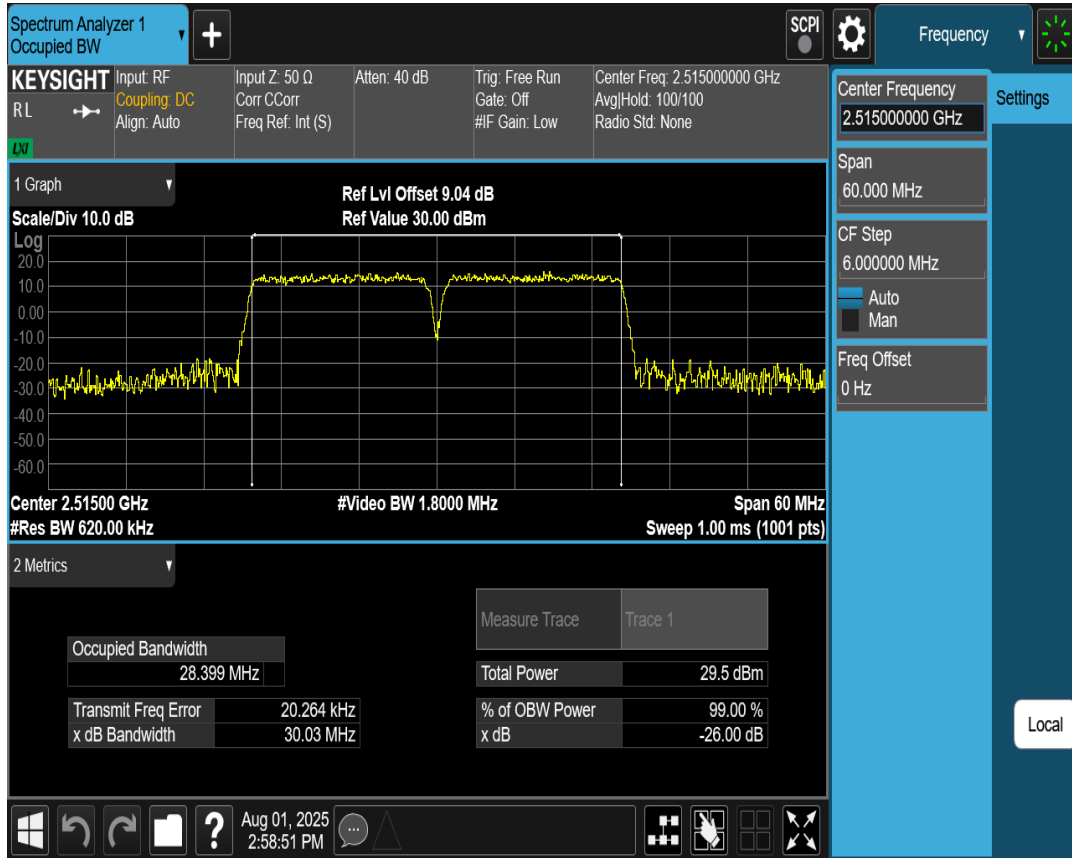 Spectrum Analyzer 1
Occupied BW
+
SCPI
Frequency
KEYSIGHT
RL
LXI
Input: RF
Coupling: DC
Align: Auto
Input Z: 50 Ω
Corr CCorr
Freq Ref: Int (S)
Atten: 40 dB
Trig: Free Run
Gate: Off
#IF Gain: Low
Center Freq: 2.515000000 GHz
Avg|Hold: 100/100
Radio Std: None
Center Frequency
2.515000000 GHz
Settings
Span
60.000 MHz
CF Step
6.000000 MHz
Auto
Man
Freq Offset
0 Hz
Local
1 Graph
Scale/Div 10.0 dB
Ref Lvl Offset 9.04 dB
Ref Value 30.00 dBm
Log
20.0
10.0
0.00
-10.0
-20.0
-30.0
-40.0
-50.0
-60.0
Center 2.51500 GHz
#Video BW 1.8000 MHz
Span 60 MHz
#Res BW 620.00 kHz
Sweep 1.00 ms (1001 pts)
2 Metrics
Measure Trace Trace 1
Occupied Bandwidth
28.399 MHz
Total Power 29.5 dBm
Transmit Freq Error 20.264 kHz
% of OBW Power 99.00 %
x dB Bandwidth 30.03 MHz
x dB -26.00 dB
?
Aug 01, 2025
2:58:51 PM